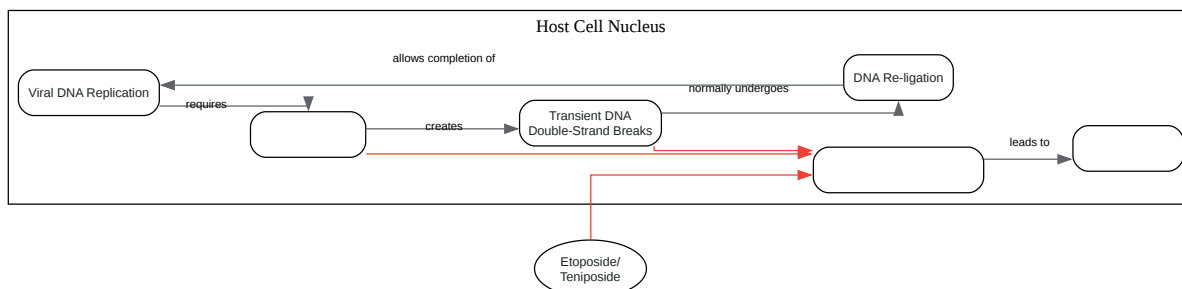 Host Cell Nucleus
allows completion of
Viral DNA Replication
DNA Re-ligation
requires
normally undergoes
Transient DNA
Double-Strand Breaks
creates
leads to
Etoposide/
Teniposide